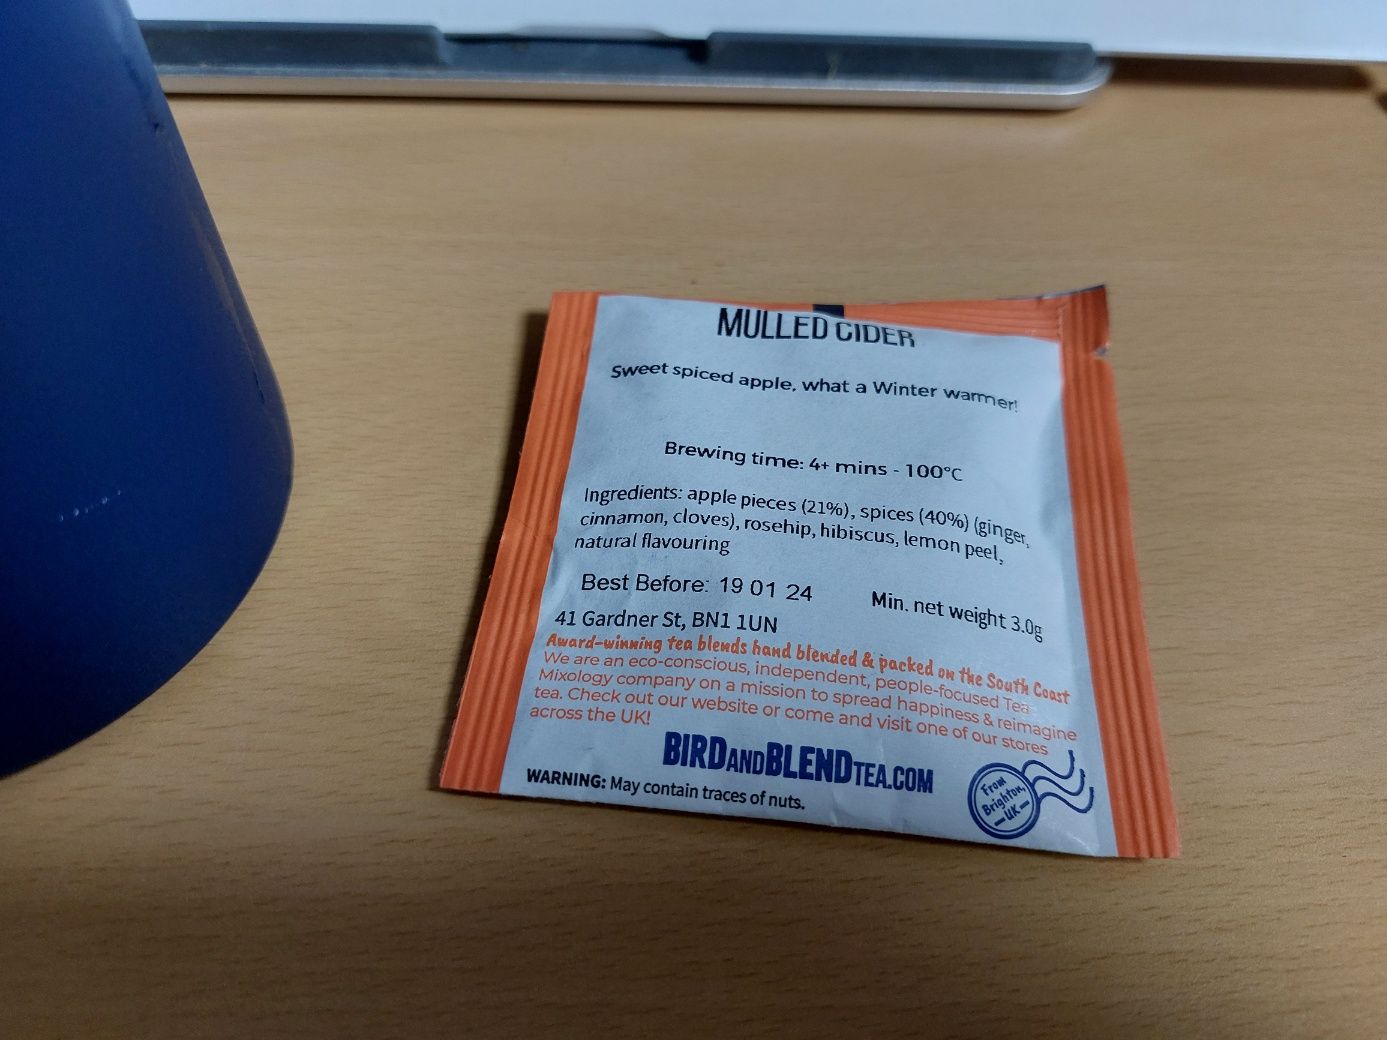 MULLED CIDER
Sweet spiced apple, what a Winter warmer!
Brewing time: 4+ mins - 100°C
Ingredients: apple pieces (21%), spices (40%) (ginger,
cinnamon, cloves), rosehip, hibiscus, lemon peel,
natural flavouring
Best Before: 19 01 24
Min. net weight 3.0g
41 Gardner St, BN1 1UN
Award-winning tea blends hand blended & packed on the South Coast
We are an eco-conscious, independent, people-focused Tea
Mixology company on a mission to spread happiness & reimagine
tea. Check out our website or come and visit one of our stores
across the UK!
BIRDANDBLENDTEA.COM
WARNING: May contain traces of nuts.
From
Brighton,
UK